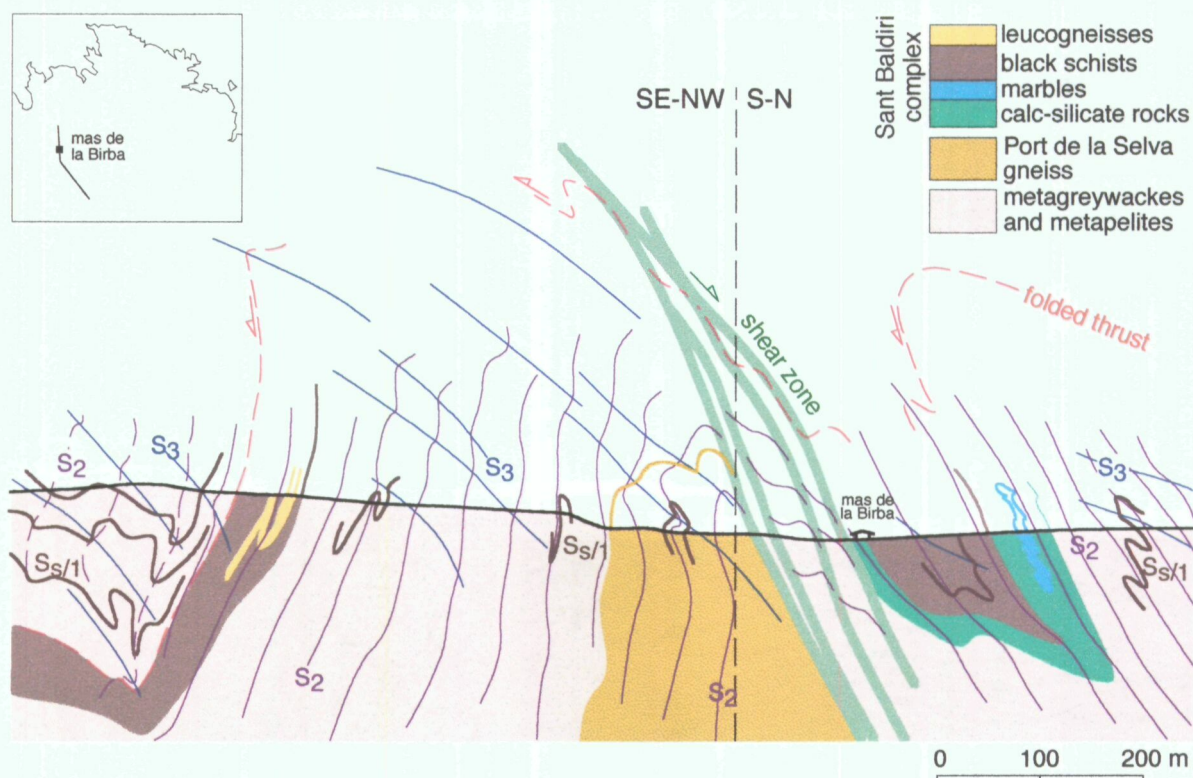 mas de
la Birba
SE-NW
S-N
Sant Baldiri
complex
leucogneisses
black schists
marbles
calc-silicate rocks
Port de la Selva
gneiss
metagreywackes
and metapelites
folded thrust
shear zone
S2
S3
S3
mas de
la Birba
S3
S2
Ss/1
Ss/1
Ss/1
S2
S2
0 100 200 m